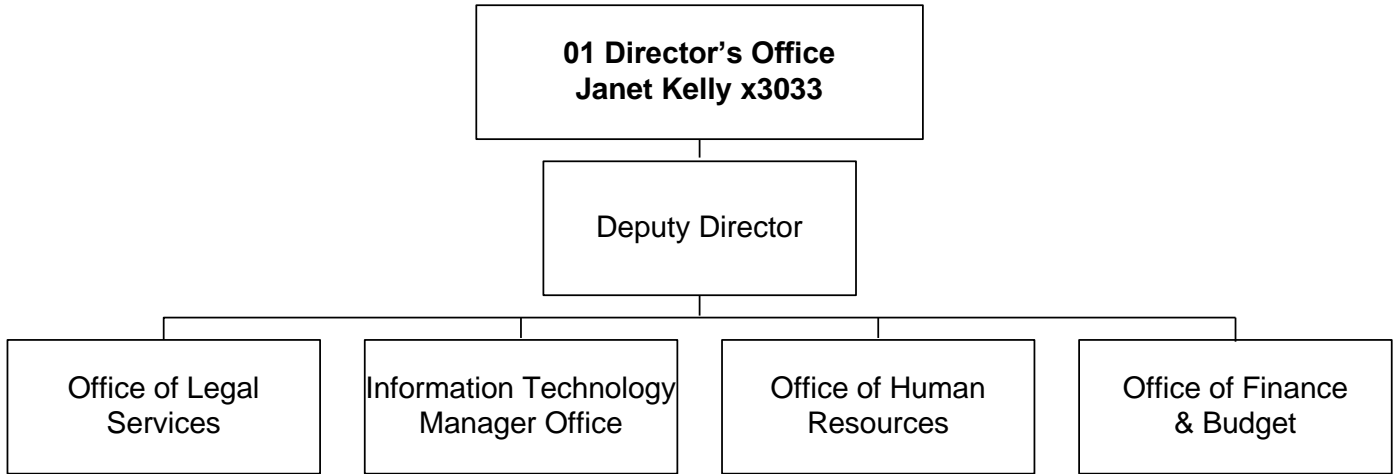 01 Director’s Office
Janet Kelly x3033
Deputy Director
Office of Legal
Services
Information Technology
Manager Office
Office of Human
Resources
Office of Finance
& Budget